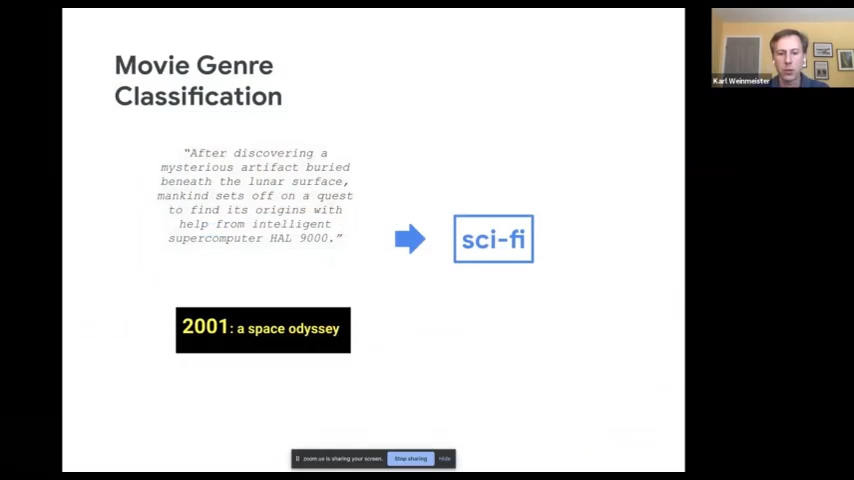 Movie Genre
Classification
"After discovering a
mysterious artifact buried
beneath the lunar surface,
mankind sets off on a quest
to find its origins with
help from intelligent
supercomputer HAL 9000."
sci-fi
2001: a space odyssey
Karl Weinmeister
zoom.us is sharing your screen.
Stop sharing
Hide